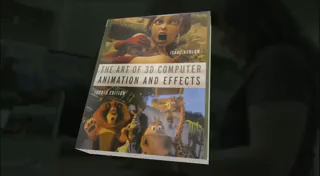 ISAAC KERLOW
THE ART OF 3D COMPUTER
ANIMATION AND EFFECTS
FOURTH EDITION